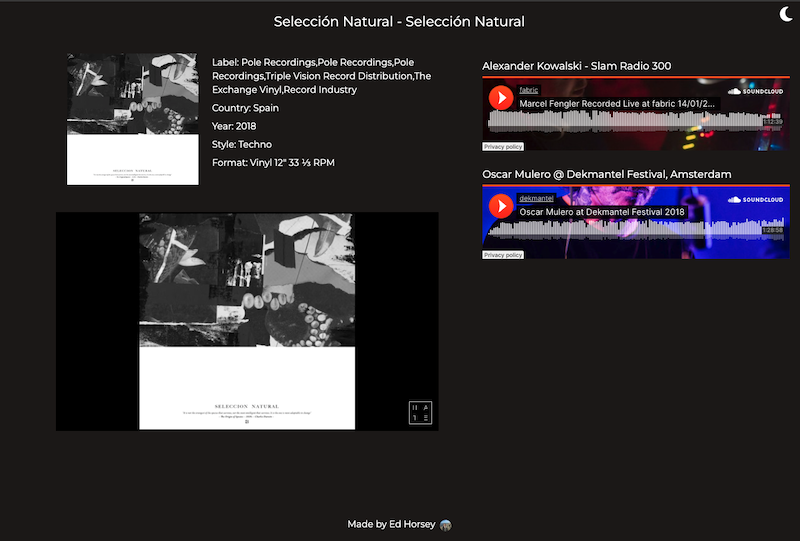 Selección Natural - Selección Natural
Label: Pole Recordings,Pole Recordings,Pole
Recordings,Triple Vision Record Distribution,The
Exchange Vinyl,Record Industry
Country: Spain
Year: 2018
Style: Techno
Format: Vinyl 12" 33 ⅓ RPM
SELECCION NATURAL
SELECCION NATURAL
Alexander Kowalski - Slam Radio 300
fabric
SOUNDCLOUD
Marcel Fengler Recorded Live at fabric 14/01/2...
1:12:39
Privacy policy
Oscar Mulero @ Dekmantel Festival, Amsterdam
dekmantel
SOUNDCLOUD
Oscar Mulero at Dekmantel Festival 2018
1:28:58
Privacy policy
Made by Ed Horsey